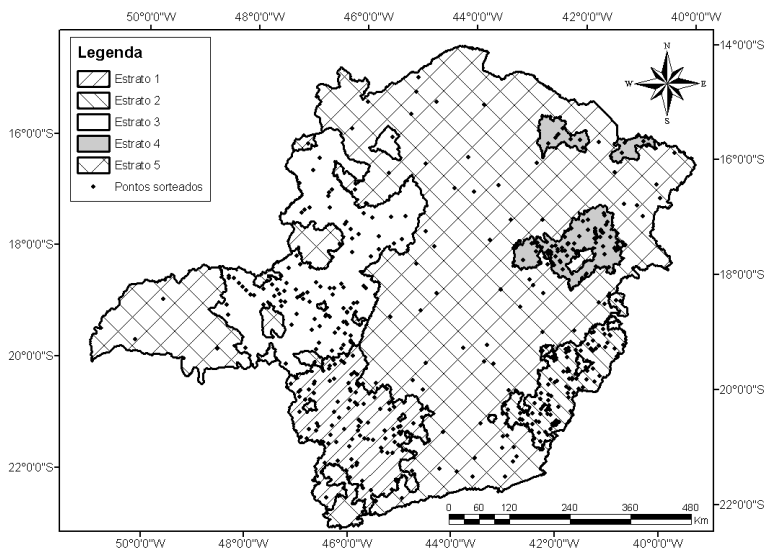 50°0'0"W 48°0'0"W 46°0'0"W 44°0'0"W 42°0'0"W 40°0'0"W
Legenda
Estrato 1
Estrato 2
Estrato 3
Estrato 4
Estrato 5
Pontos sorteados
N
W E
S
14°0'0"S
16°0'0"S 16°0'0"S
18°0'0"S 18°0'0"S
20°0'0"S 20°0'0"S
22°0'0"S 22°0'0"S
0 60 120 240 360 480
Km
50°0'0"W 48°0'0"W 46°0'0"W 44°0'0"W 42°0'0"W 40°0'0"W